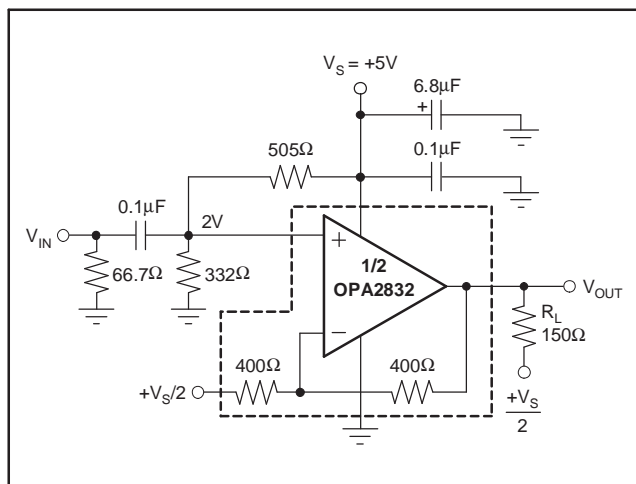 V_S = +5V
6.8μF
+
505Ω
0.1μF
0.1μF
2V
V_IN
+
1/2
OPA2832
66.7Ω
332Ω
V_OUT
R_L
150Ω
−
400Ω
400Ω
+V_S/2
+V_S
2